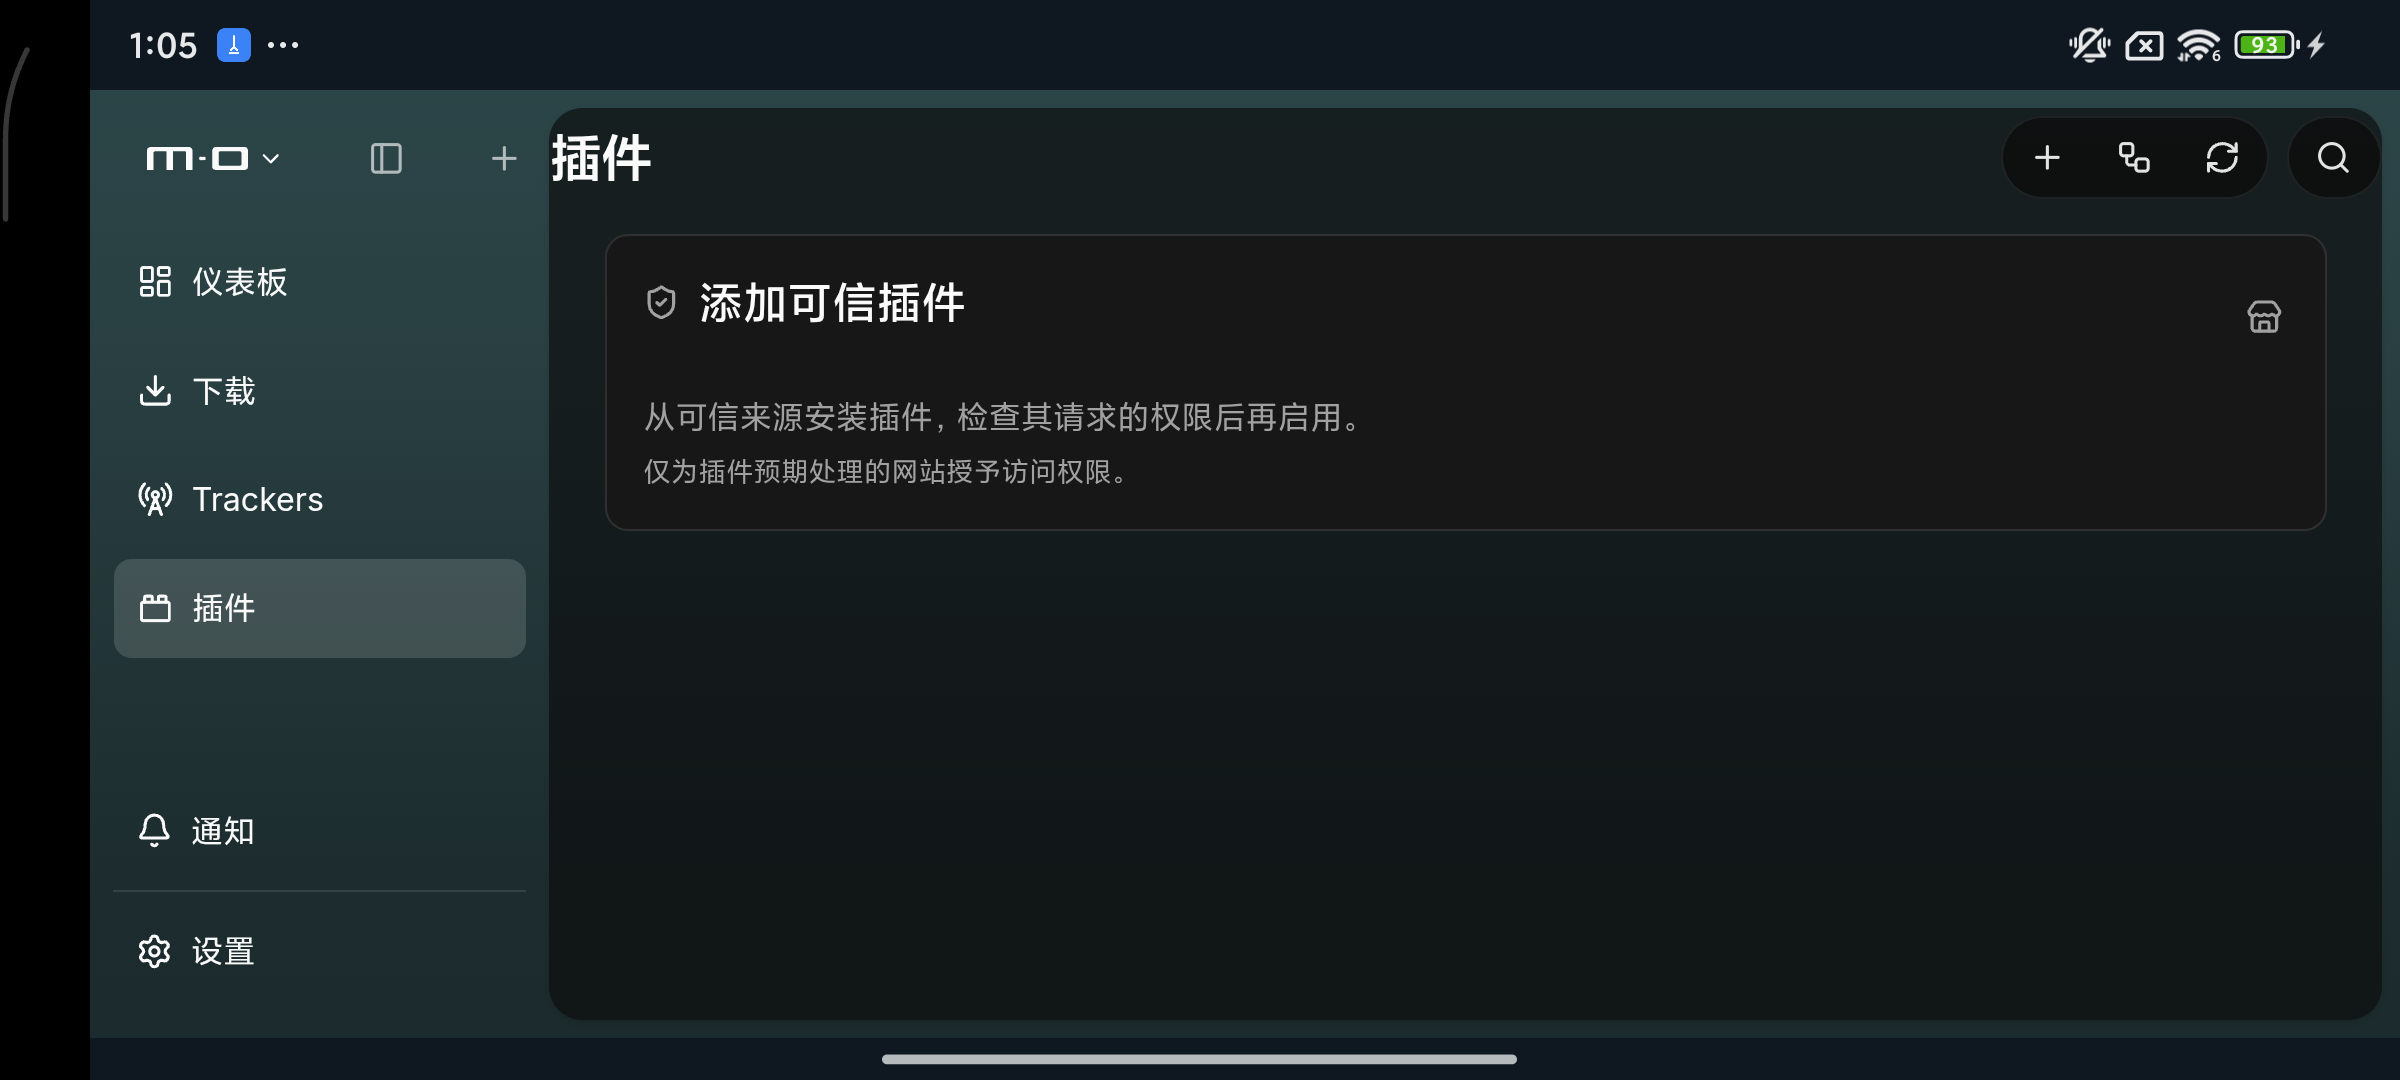 1:05
6
93
m-o
插件
仪表板
下载
Trackers
插件
通知
设置
添加可信插件
从可信来源安装插件，检查其请求的权限后再启用。
仅为插件预期处理的网站授予访问权限。